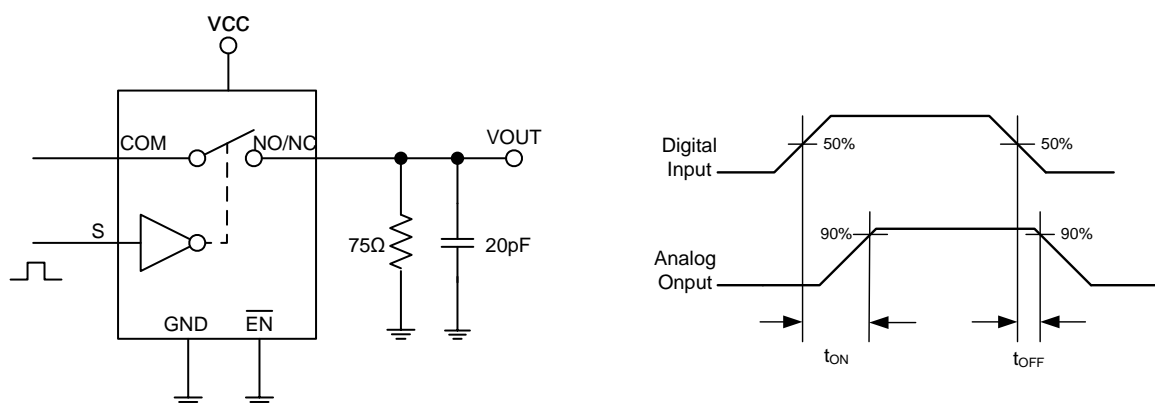 VCC
COM
NO/NC
VOUT
S
75Ω
20pF
GND
EN
Digital
Input
50%
50%
Analog
Onput
90%
90%
tON
tOFF